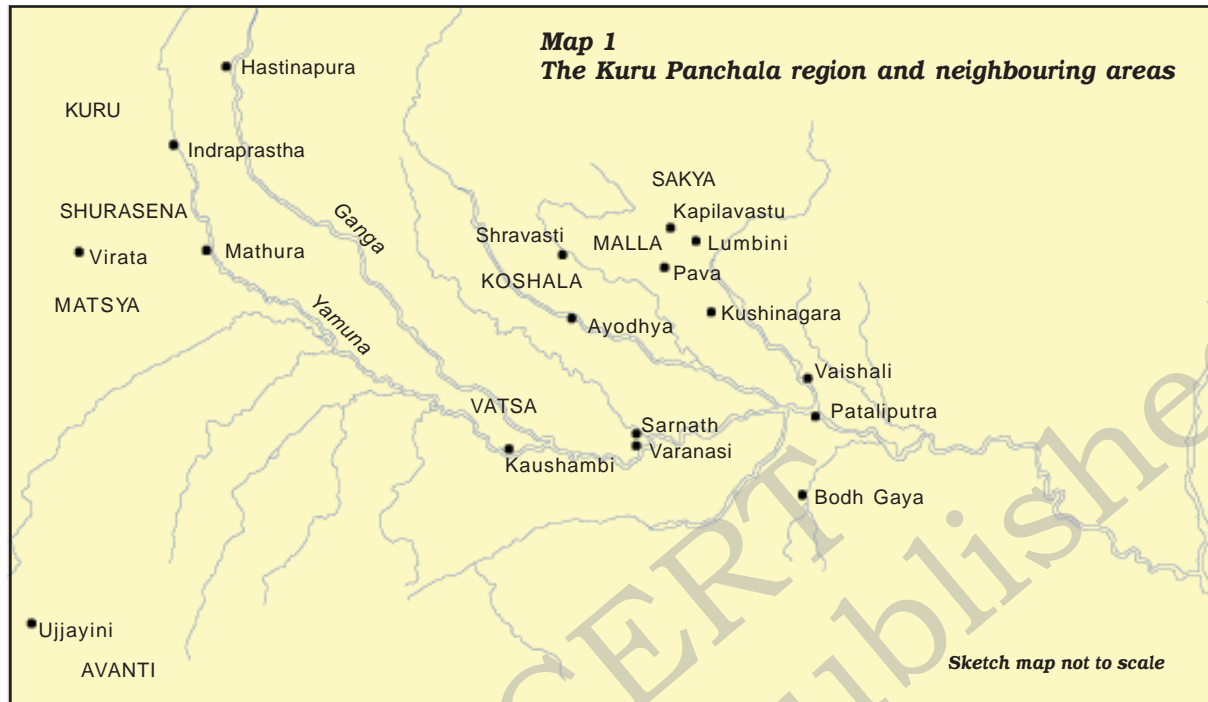 Map 1
The Kuru Panchala region and neighbouring areas
Hastinapura
KURU
Indraprastha
SHURASENA
Virata
Mathura
MATSYA
Ganga
Yamuna
SAKYA
Kapilavastu
Shravasti
MALLA
Lumbini
KOSHALA
Pava
Ayodhya
Kushinagara
Vaishali
VATSA
Pataliputra
Sarnath
Varanasi
Kaushambi
Bodh Gaya
Ujjayini
AVANTI
Sketch map not to scale
CERT
ublishe